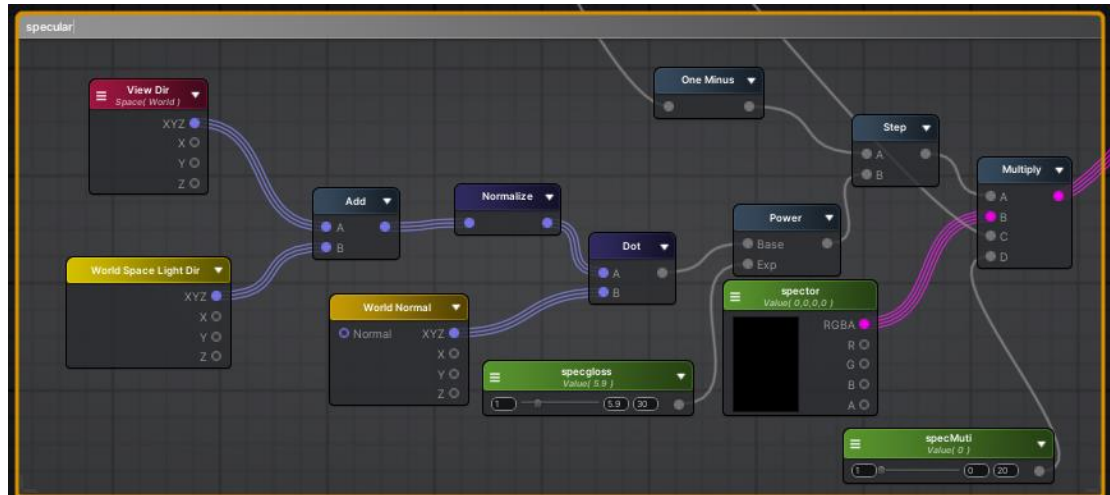 specular
View Dir
Space( World )
XYZ
X
Y
Z
World Space Light Dir
XYZ
X
Y
Z
Add
A
B
Normalize
World Normal
Normal XYZ
X
Y
Z
Dot
A
B
specgloss
Value( 5.9 )
1 5.9 30
One Minus
Power
Base
Exp
Step
A
B
spector
Value( 0,0,0,0 )
RGBA
R
G
B
A
Multiply
A
B
C
D
specMuti
Value( 0 )
1 0 20